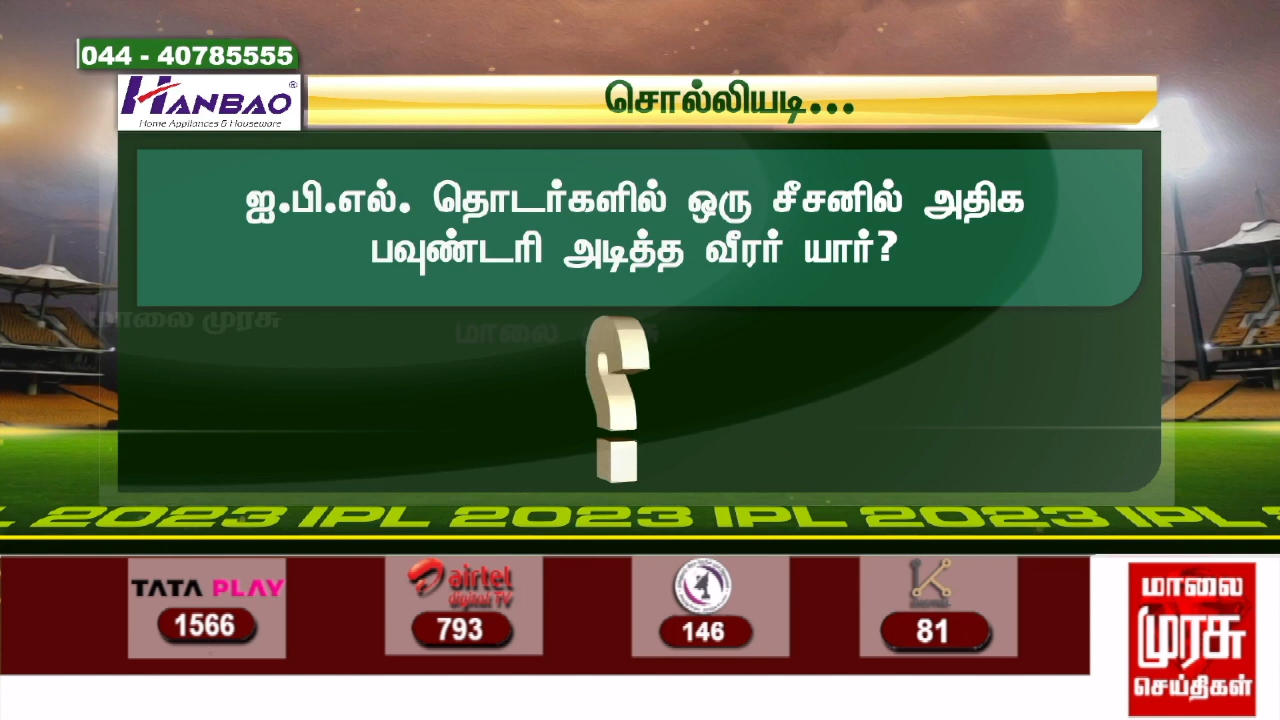 044 - 40785555
HANBAO®
Home Appliances & Houseware
சொல்லியடி...
ஐ.பி.எல். தொடர்களில் ஒரு சீசனில் அதிக
பவுண்டரி அடித்த வீரர் யார்?
மாலை முரசு
மாலை
?
2023 IPL 2023 IPL 2023 IPL
TATA PLAY
1566
airtel
digital TV
793
146
81
மாலை
முரசு
செய்திகள்